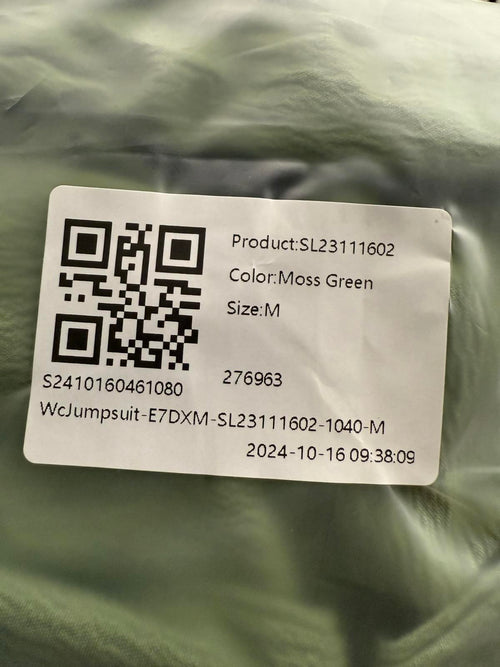 Product:SL23111602
Color:Moss Green
Size:M
276963
S2410160461080
WcJumpsuit-E7DXM-SL23111602-1040-M
2024-10-16 09:38:09